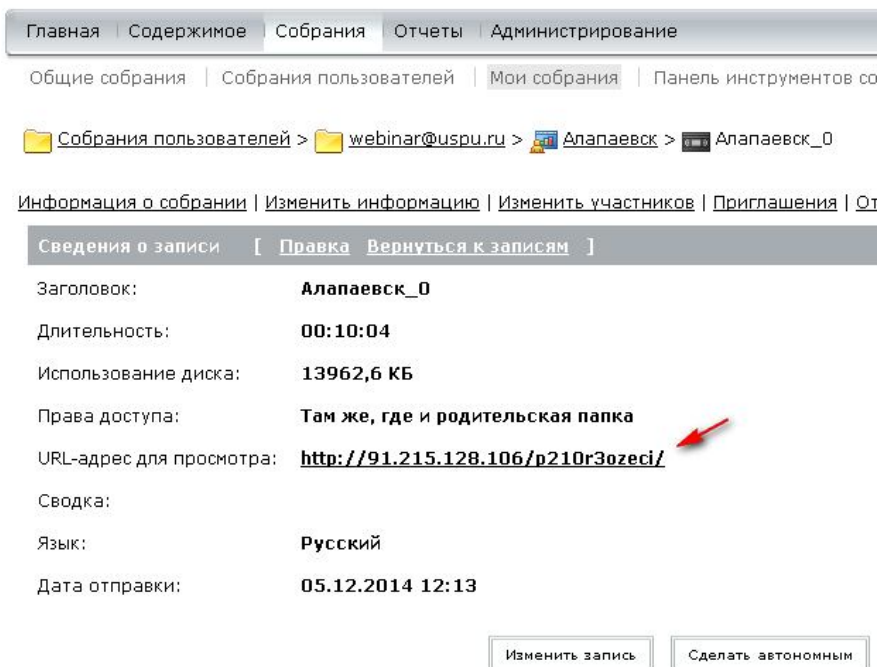 Главная Содержимое Собрания Отчеты Администрирование
Общие собрания | Собрания пользователей | Мои собрания | Панель инструментов со
Собрания пользователей > webinar@uspu.ru > Алапаевск > Алапаевск_0
Информация о собрании | Изменить информацию | Изменить участников | Приглашения | От
Сведения о записи [ Правка Вернуться к записям ]
Заголовок: Алапаевск_0
Длительность: 00:10:04
Использование диска: 13962,6 КБ
Права доступа: Там же, где и родительская папка
URL-адрес для просмотра: http://91.215.128.106/p210r3ozeci/
Сводка:
Язык: Русский
Дата отправки: 05.12.2014 12:13
Изменить запись Сделать автономным